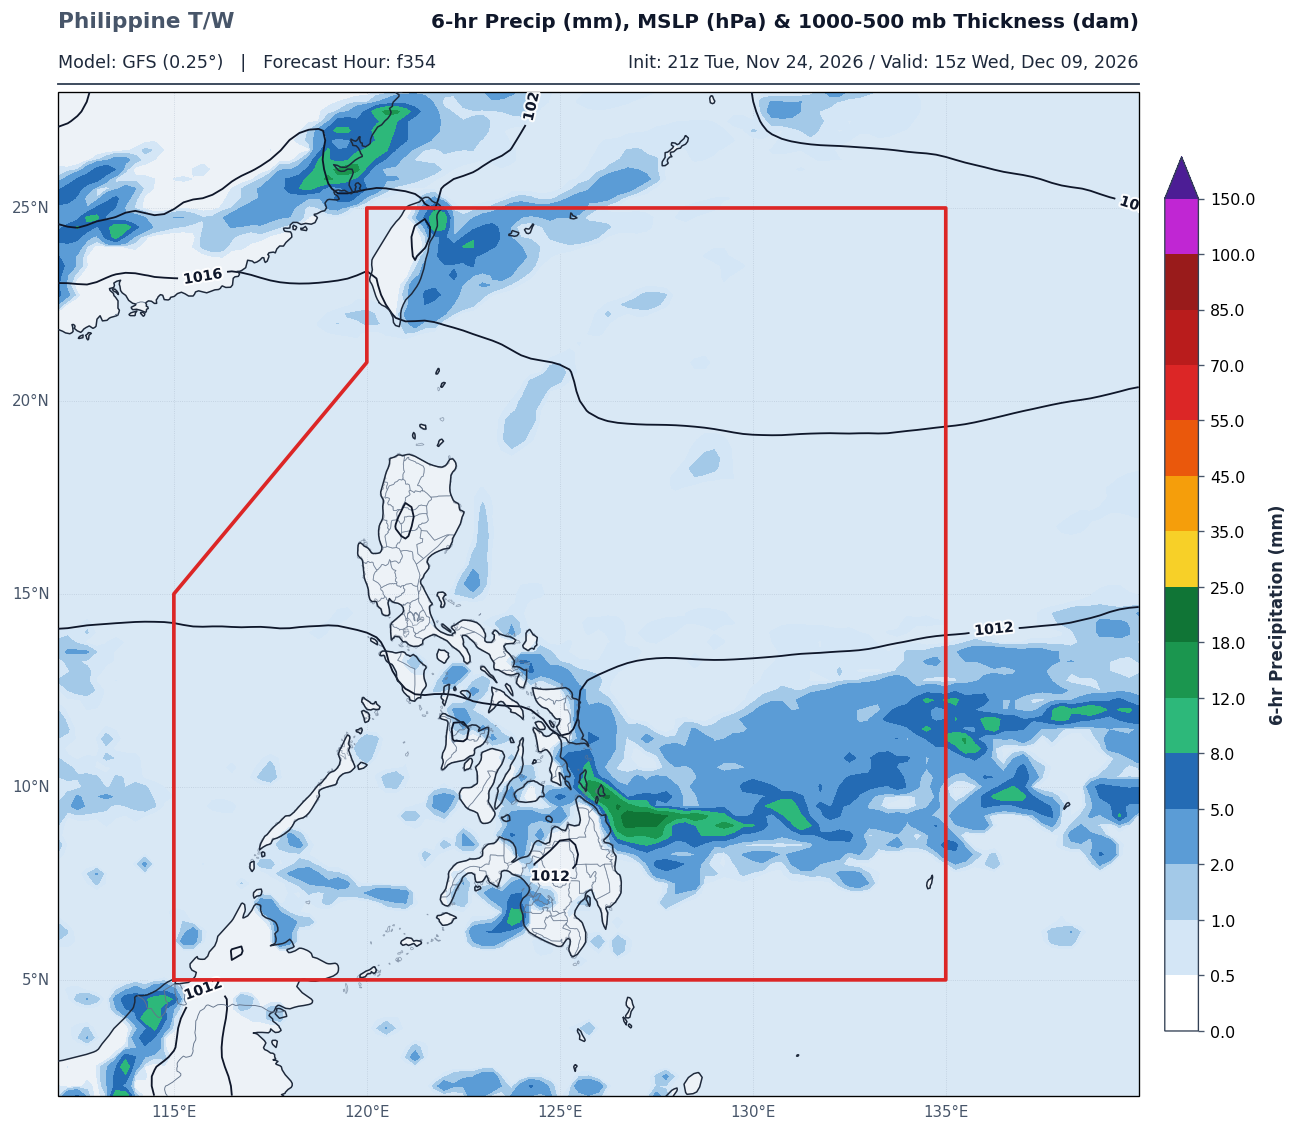 Philippine T/W
6-hr Precip (mm), MSLP (hPa) & 1000-500 mb Thickness (dam)
Model: GFS (0.25°) | Forecast Hour: f354
Init: 21z Tue, Nov 24, 2026 / Valid: 15z Wed, Dec 09, 2026
102
10
1016
1012
1012
1012
25°N
20°N
15°N
10°N
5°N
115°E
120°E
125°E
130°E
135°E
150.0
100.0
85.0
70.0
55.0
45.0
35.0
25.0
18.0
12.0
8.0
5.0
2.0
1.0
0.5
0.0
6-hr Precipitation (mm)